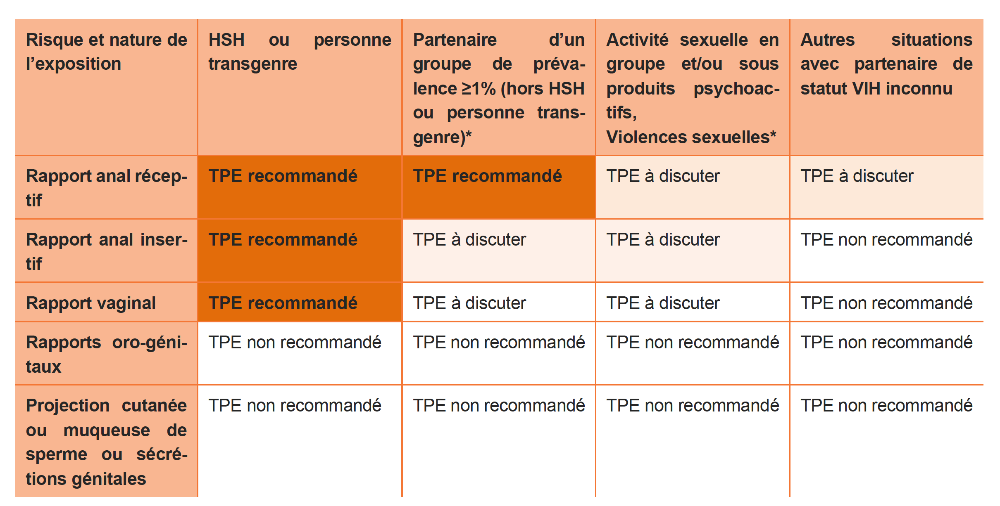 Risque et nature de
l’exposition
HSH ou personne
transgenre
Partenaire d’un
groupe de préva-
lence ≥1% (hors HSH
ou personne trans-
genre)*
Activité sexuelle en
groupe et/ou sous
produits psychoac-
tifs,
Violences sexuelles*
Autres situations
avec partenaire de
statut VIH inconnu
Rapport anal récep-
tif
TPE recommandé
TPE recommandé
TPE à discuter
TPE à discuter
Rapport anal inser-
tif
TPE recommandé
TPE à discuter
TPE à discuter
TPE non recommandé
Rapport vaginal
TPE recommandé
TPE à discuter
TPE à discuter
TPE non recommandé
Rapports oro-géni-
taux
TPE non recommandé
TPE non recommandé
TPE non recommandé
TPE non recommandé
Projection cutanée
ou muqueuse de
sperme ou sécré-
tions génitales
TPE non recommandé
TPE non recommandé
TPE non recommandé
TPE non recommandé